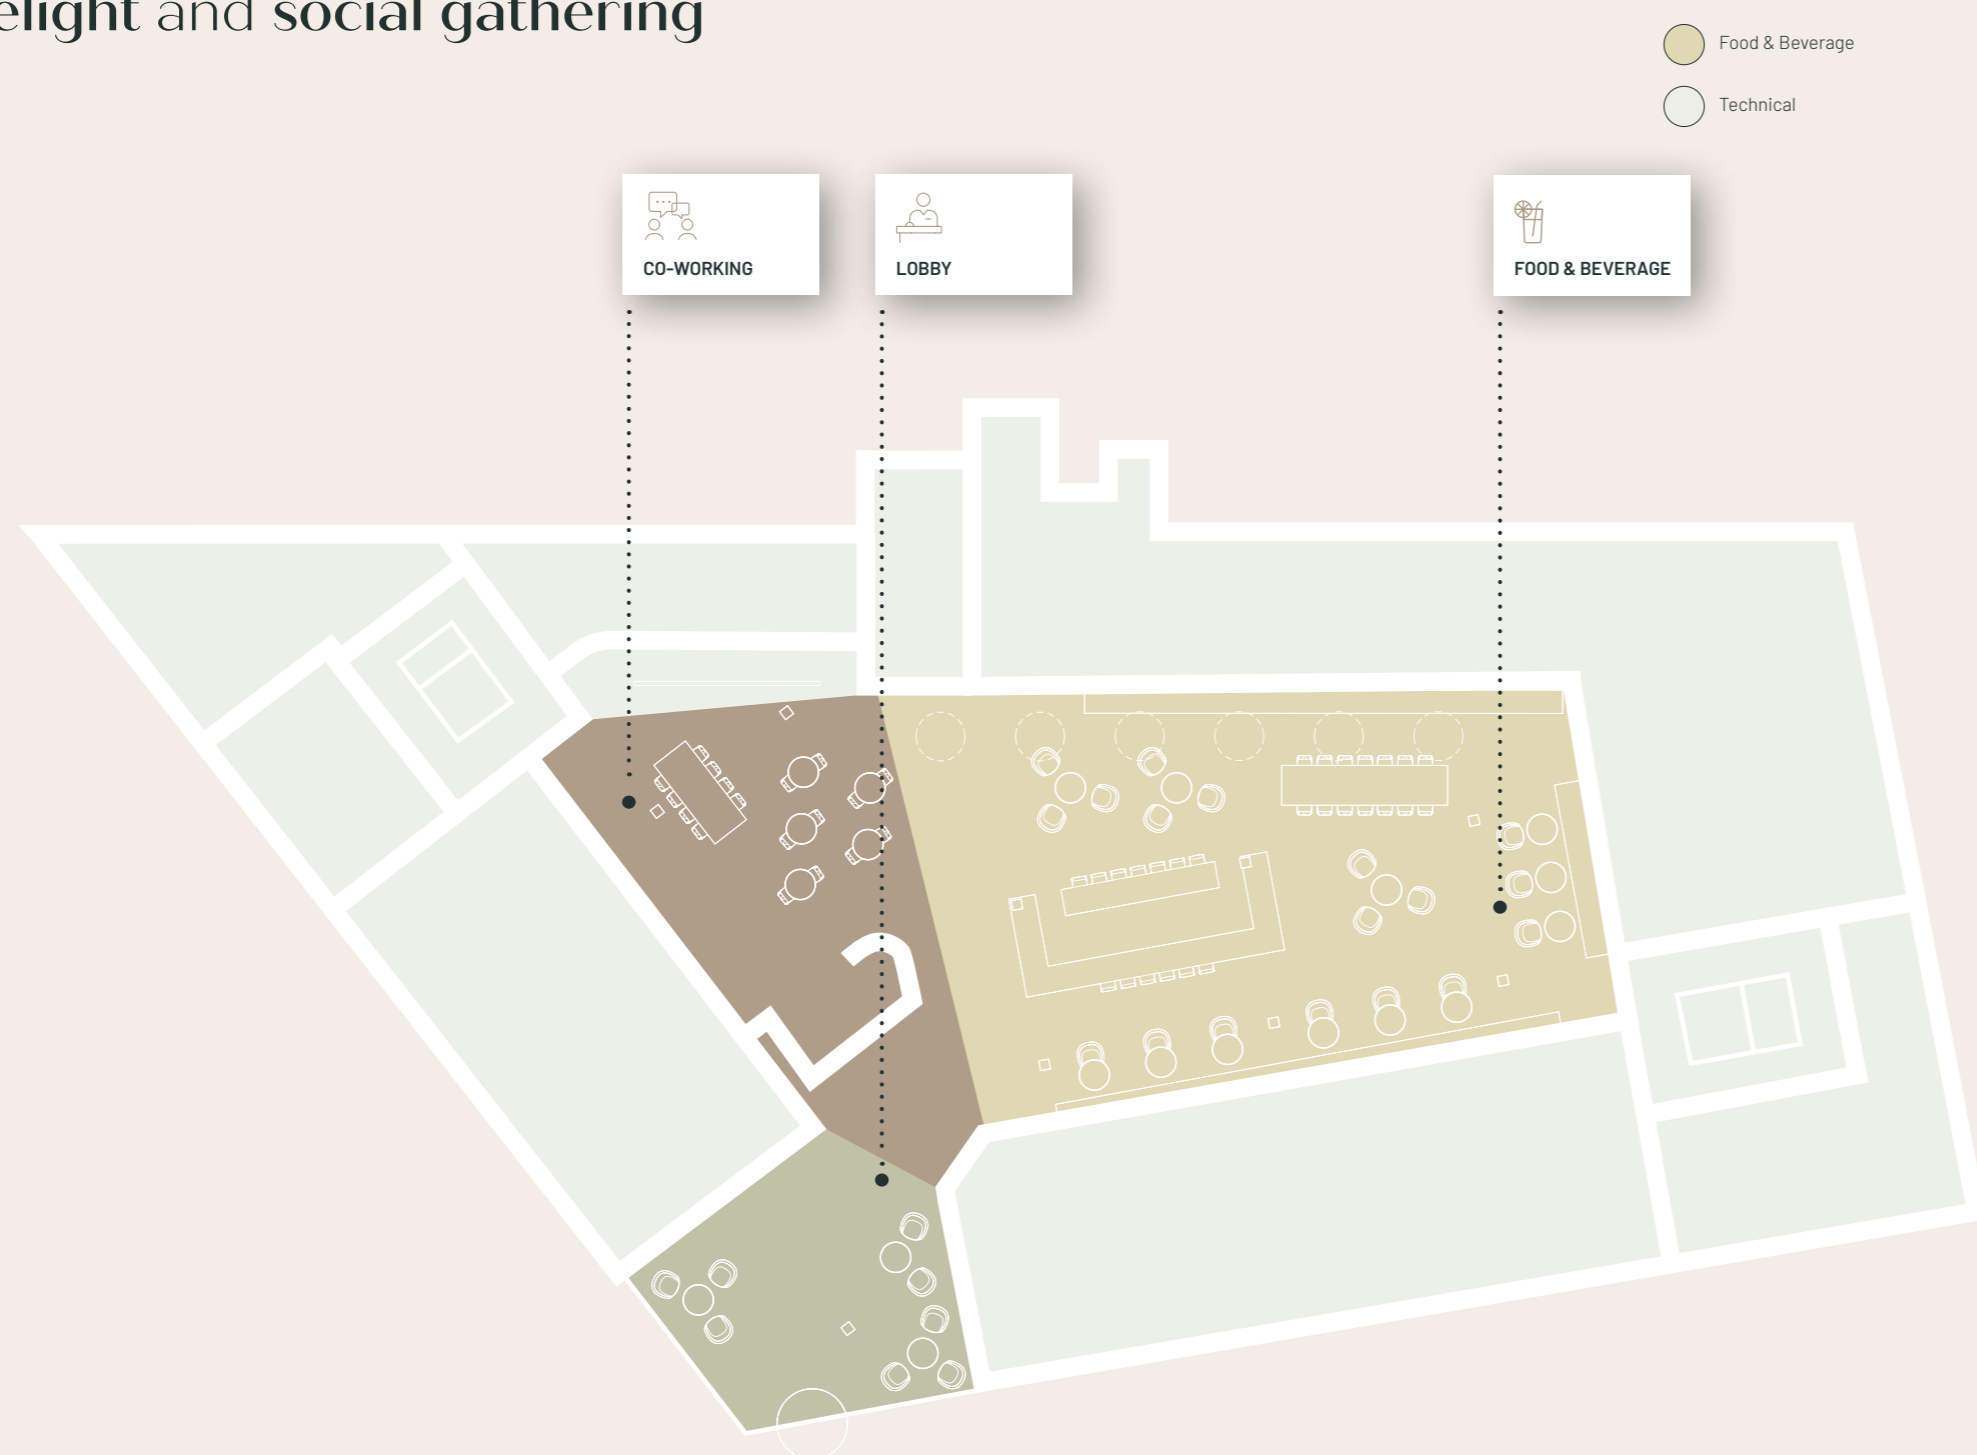 elight and social gathering
Food & Beverage
Technical
CO-WORKING
LOBBY
FOOD & BEVERAGE